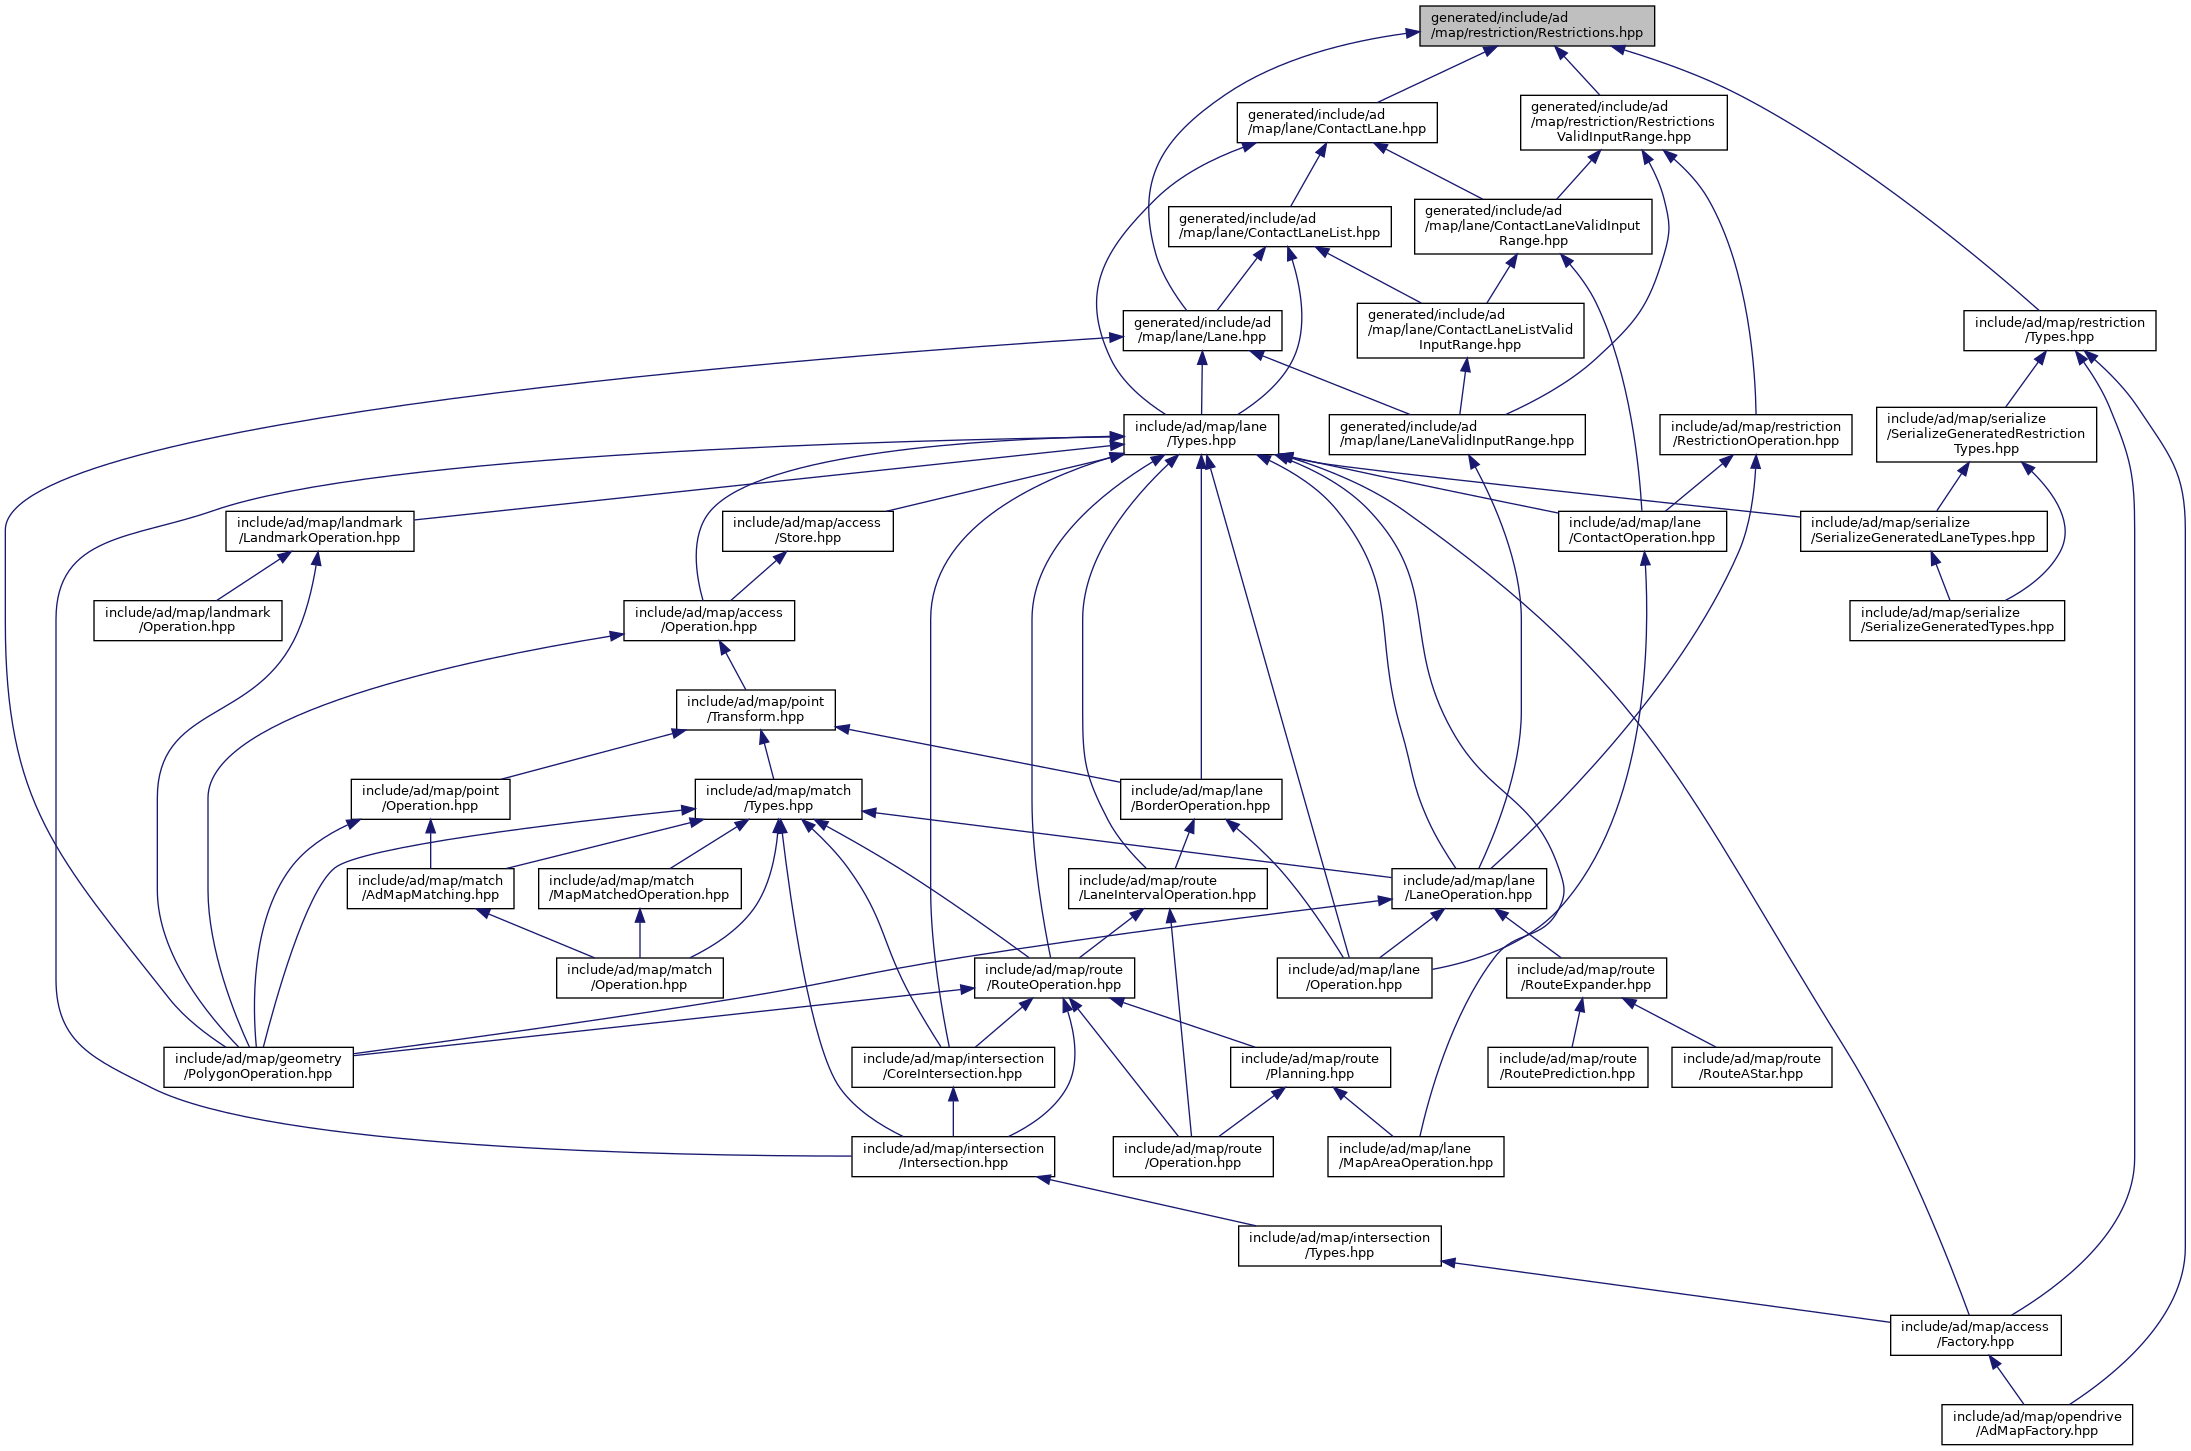 generated/include/ad
/map/restriction/Restrictions.hpp
generated/include/ad
/map/lane/ContactLane.hpp
generated/include/ad
/map/restriction/Restrictions
ValidInputRange.hpp
generated/include/ad
/map/lane/ContactLaneList.hpp
generated/include/ad
/map/lane/ContactLaneValidInput
Range.hpp
generated/include/ad
/map/lane/Lane.hpp
generated/include/ad
/map/lane/ContactLaneListValid
InputRange.hpp
include/ad/map/restriction
/Types.hpp
include/ad/map/lane
/Types.hpp
generated/include/ad
/map/lane/LaneValidInputRange.hpp
include/ad/map/restriction
/RestrictionOperation.hpp
include/ad/map/serialize
/SerializeGeneratedRestriction
Types.hpp
include/ad/map/landmark
/LandmarkOperation.hpp
include/ad/map/access
/Store.hpp
include/ad/map/lane
/ContactOperation.hpp
include/ad/map/serialize
/SerializeGeneratedLaneTypes.hpp
include/ad/map/landmark
/Operation.hpp
include/ad/map/access
/Operation.hpp
include/ad/map/serialize
/SerializeGeneratedTypes.hpp
include/ad/map/point
/Transform.hpp
include/ad/map/point
/Operation.hpp
include/ad/map/match
/Types.hpp
include/ad/map/lane
/BorderOperation.hpp
include/ad/map/match
/AdMapMatching.hpp
include/ad/map/match
/MapMatchedOperation.hpp
include/ad/map/route
/LaneIntervalOperation.hpp
include/ad/map/lane
/LaneOperation.hpp
include/ad/map/match
/Operation.hpp
include/ad/map/route
/RouteOperation.hpp
include/ad/map/lane
/Operation.hpp
include/ad/map/route
/RouteExpander.hpp
include/ad/map/geometry
/PolygonOperation.hpp
include/ad/map/intersection
/CoreIntersection.hpp
include/ad/map/route
/Planning.hpp
include/ad/map/route
/RoutePrediction.hpp
include/ad/map/route
/RouteAStar.hpp
include/ad/map/intersection
/Intersection.hpp
include/ad/map/route
/Operation.hpp
include/ad/map/lane
/MapAreaOperation.hpp
include/ad/map/intersection
/Types.hpp
include/ad/map/access
/Factory.hpp
include/ad/map/opendrive
/AdMapFactory.hpp